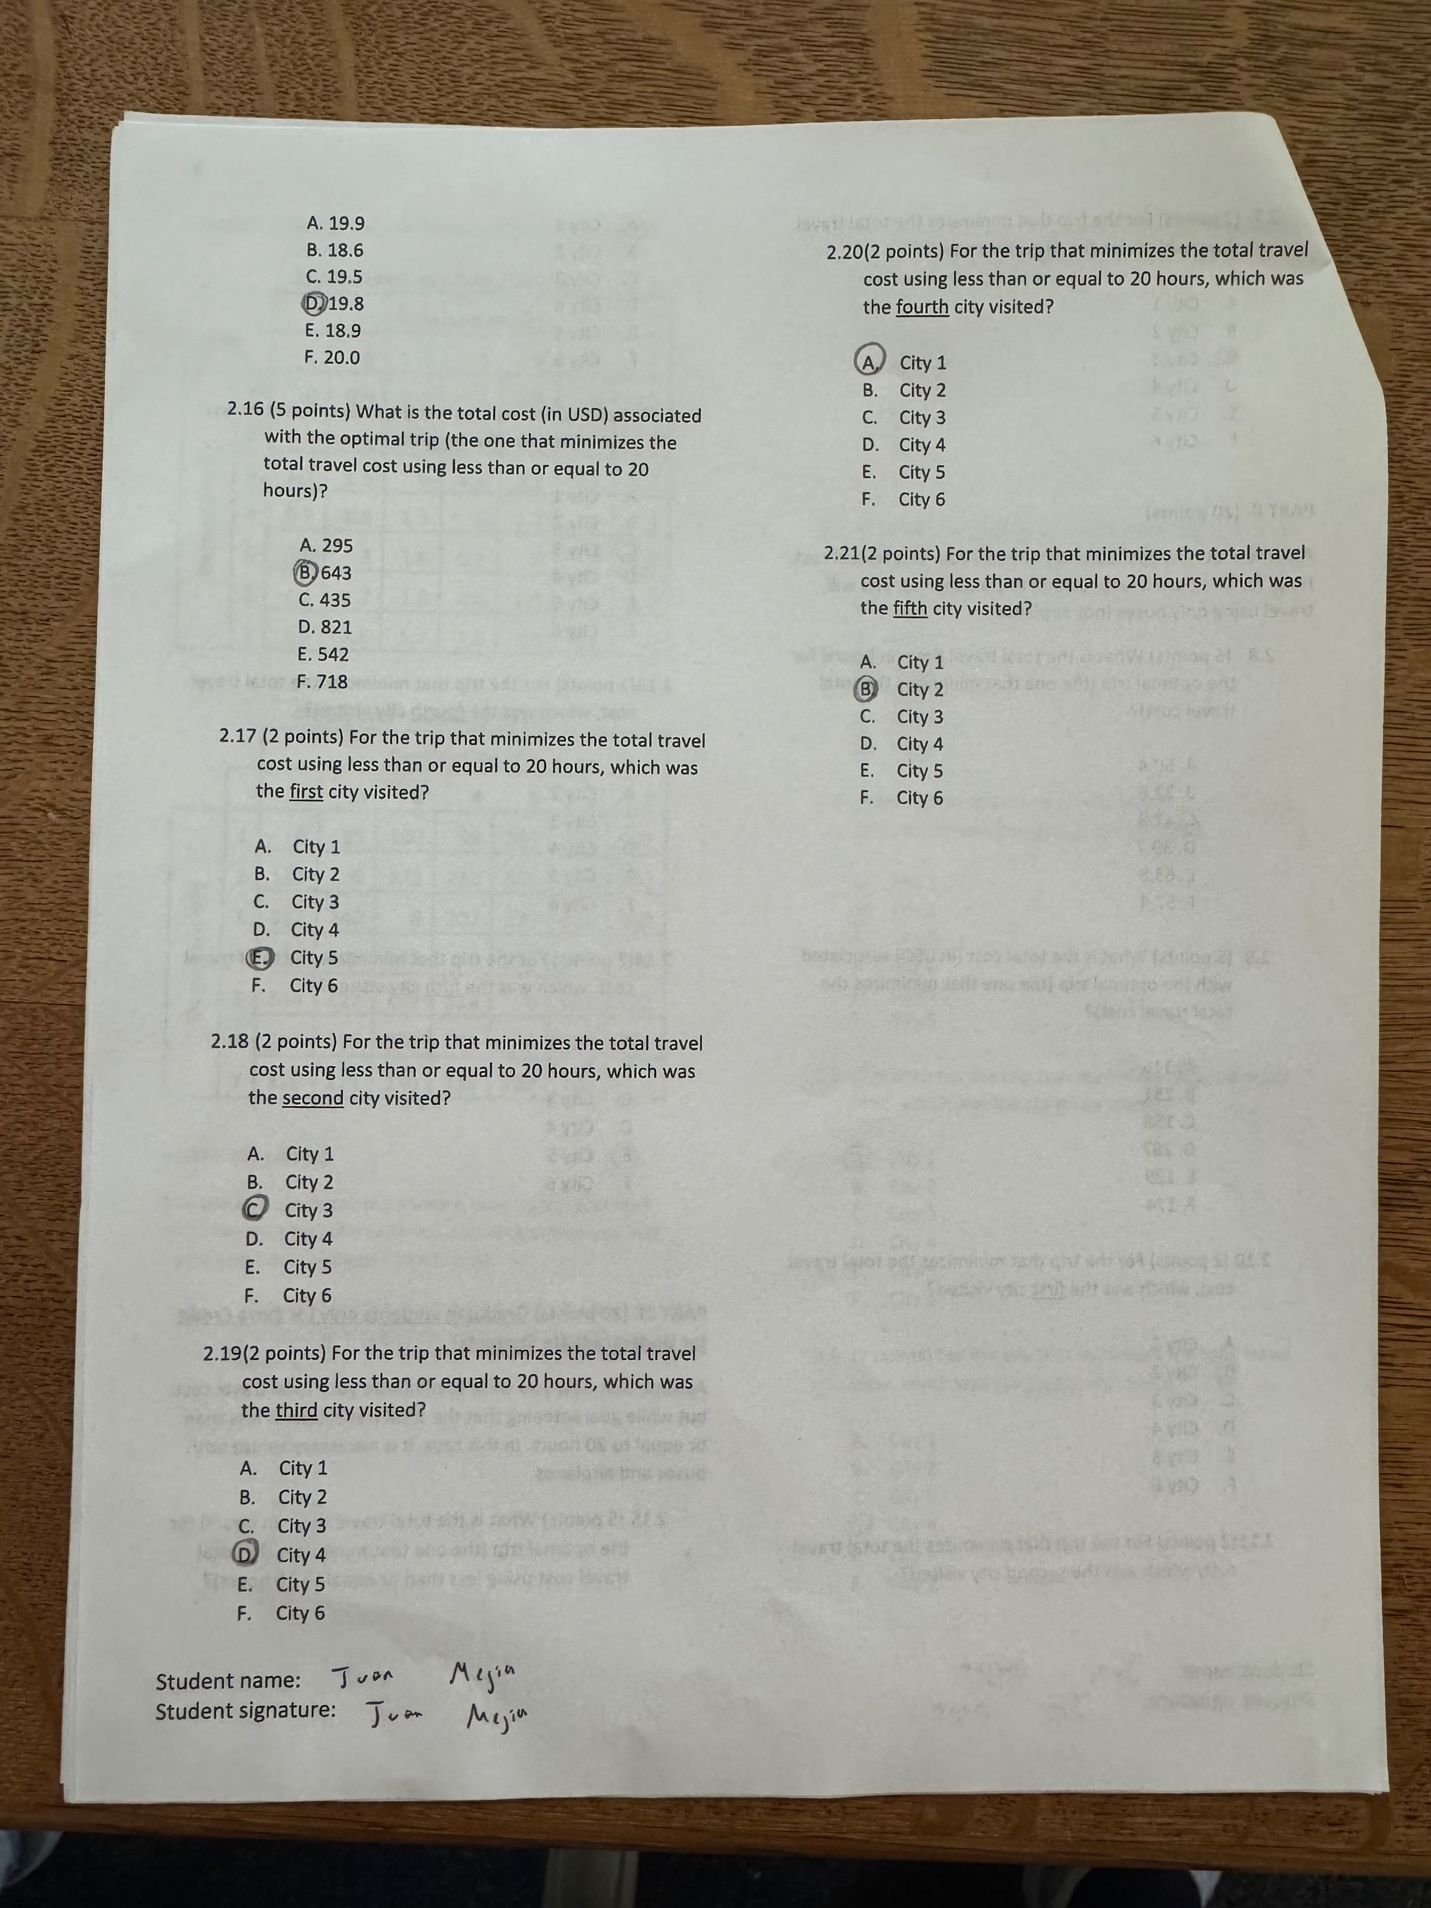 A. 19.9
B. 18.6
C. 19.5
D. 19.8
E. 18.9
F. 20.0
2.16 (5 points) What is the total cost (in USD) associated
with the optimal trip (the one that minimizes the
total travel cost using less than or equal to 20
hours)?
A. 295
B. 643
C. 435
D. 821
E. 542
F. 718
2.17 (2 points) For the trip that minimizes the total travel
cost using less than or equal to 20 hours, which was
the first city visited?
A. City 1
B. City 2
C. City 3
D. City 4
E. City 5
F. City 6
2.18 (2 points) For the trip that minimizes the total travel
cost using less than or equal to 20 hours, which was
the second city visited?
A. City 1
B. City 2
C. City 3
D. City 4
E. City 5
F. City 6
2.19(2 points) For the trip that minimizes the total travel
cost using less than or equal to 20 hours, which was
the third city visited?
A. City 1
B. City 2
C. City 3
D. City 4
E. City 5
F. City 6
Student name: Juan Mejia
Student signature: Juan Mejia
2.20(2 points) For the trip that minimizes the total travel
cost using less than or equal to 20 hours, which was
the fourth city visited?
A. City 1
B. City 2
C. City 3
D. City 4
E. City 5
F. City 6
2.21(2 points) For the trip that minimizes the total travel
cost using less than or equal to 20 hours, which was
the fifth city visited?
A. City 1
B. City 2
C. City 3
D. City 4
E. City 5
F. City 6